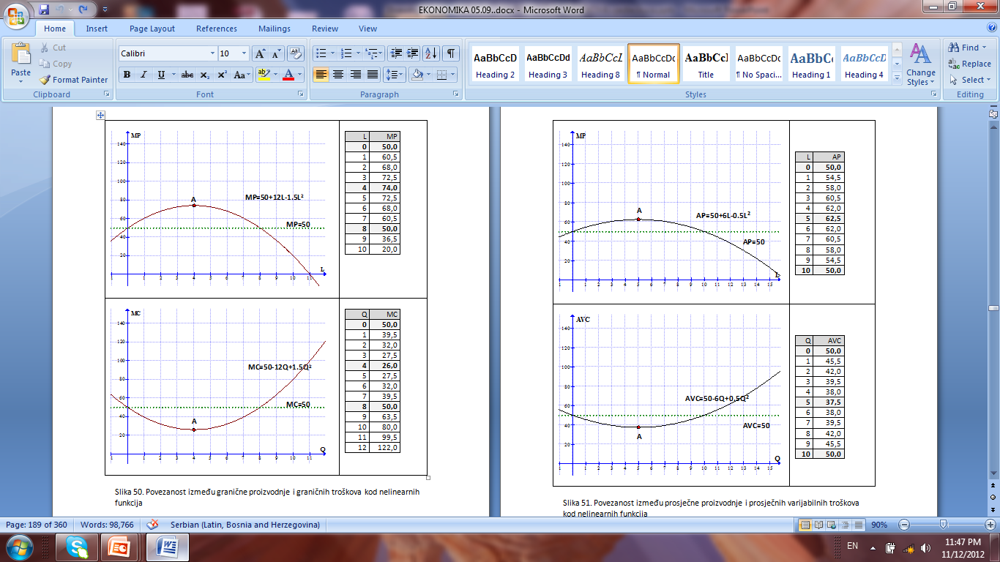 EKONOMIKA 05.09..docx - Microsoft Word
Home Insert Page Layout References Mailings Review View
Paste
Cut
Copy
Format Painter
Clipboard
Calibri 10
B I U abc x₂ x² Aa
Font
Paragraph
AaBbCcD AaBbCcDd AaBbCcL AaBbCcDc AaBbCcl AaBbCcDc AaBbCc AaBbCcD
Heading 2 Heading 3 Heading 8 ¶ Normal Title ¶ No Spaci... Heading 1 Heading 4
Change
Styles
Styles
Find
Replace
Select
Editing
MP
140
120
100
80
60
40
20
A
MP=50+12L-1.5L²
MP=50
L
1 1 2 3 4 5 6 7 8 9 10 11
L MP
0 50,0
1 60,5
2 68,0
3 72,5
4 74,0
5 72,5
6 68,0
7 60,5
8 50,0
9 36,5
10 20,0
MC
140
120
100
80
60
40
20
MC=50-12Q+1.5Q²
MC=50
A
Q
1 1 2 3 4 5 6 7 8 9 10 11
Q MC
0 50,0
1 39,5
2 32,0
3 27,5
4 26,0
5 27,5
6 32,0
7 39,5
8 50,0
9 63,5
10 80,0
11 99,5
12 122,0
Slika 50. Povezanost između granične proizvodnje i graničnih troškova kod nelinearnih
funkcija
MP
140
120
100
80
60
40
20
A
AP=50+6L-0.5L²
AP=50
L
1 1 2 3 4 5 6 7 8 9 10 11 12 13 14 15
L AP
0 50,0
1 54,5
2 58,0
3 60,5
4 62,0
5 62,5
6 62,0
7 60,5
8 58,0
9 54,5
10 50,0
AVC
140
120
100
80
60
40
20
AVC=50-6Q+0.5Q²
AVC=50
A
Q
1 1 2 3 4 5 6 7 8 9 10 11 12 13 14 15
Q AVC
0 50,0
1 45,5
2 42,0
3 39,5
4 38,0
5 37,5
6 38,0
7 39,5
8 42,0
9 45,5
10 50,0
Slika 51. Povezanost između prosječne proizvodnje i prosječnih varijabilnih troškova
kod nelinearnih funkcija
Page: 189 of 360 Words: 98,766 Serbian (Latin, Bosnia and Herzegovina) 90%
EN
11:47 PM
11/12/2012